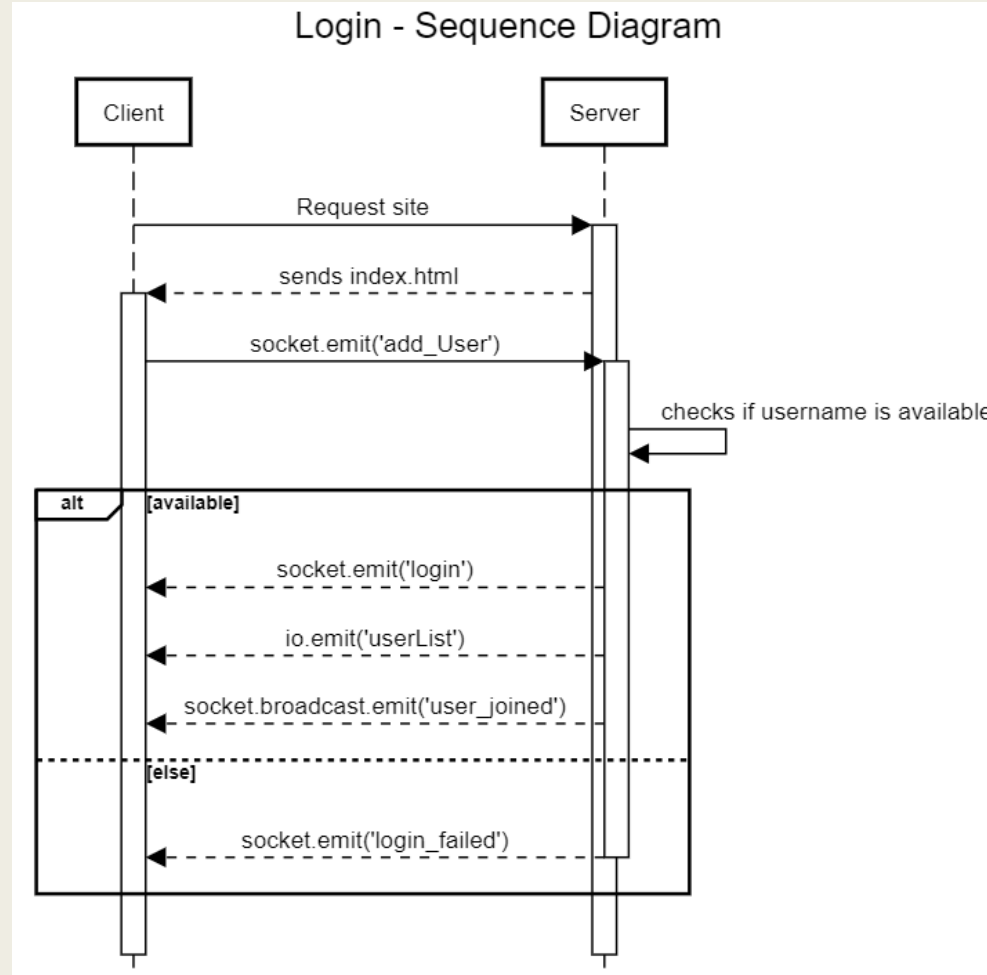 Login - Sequence Diagram
Client
Server
Request site
sends index.html
socket.emit('add_User')
checks if username is available
alt
[available]
socket.emit('login')
io.emit('userList')
socket.broadcast.emit('user_joined')
[else]
socket.emit('login_failed')